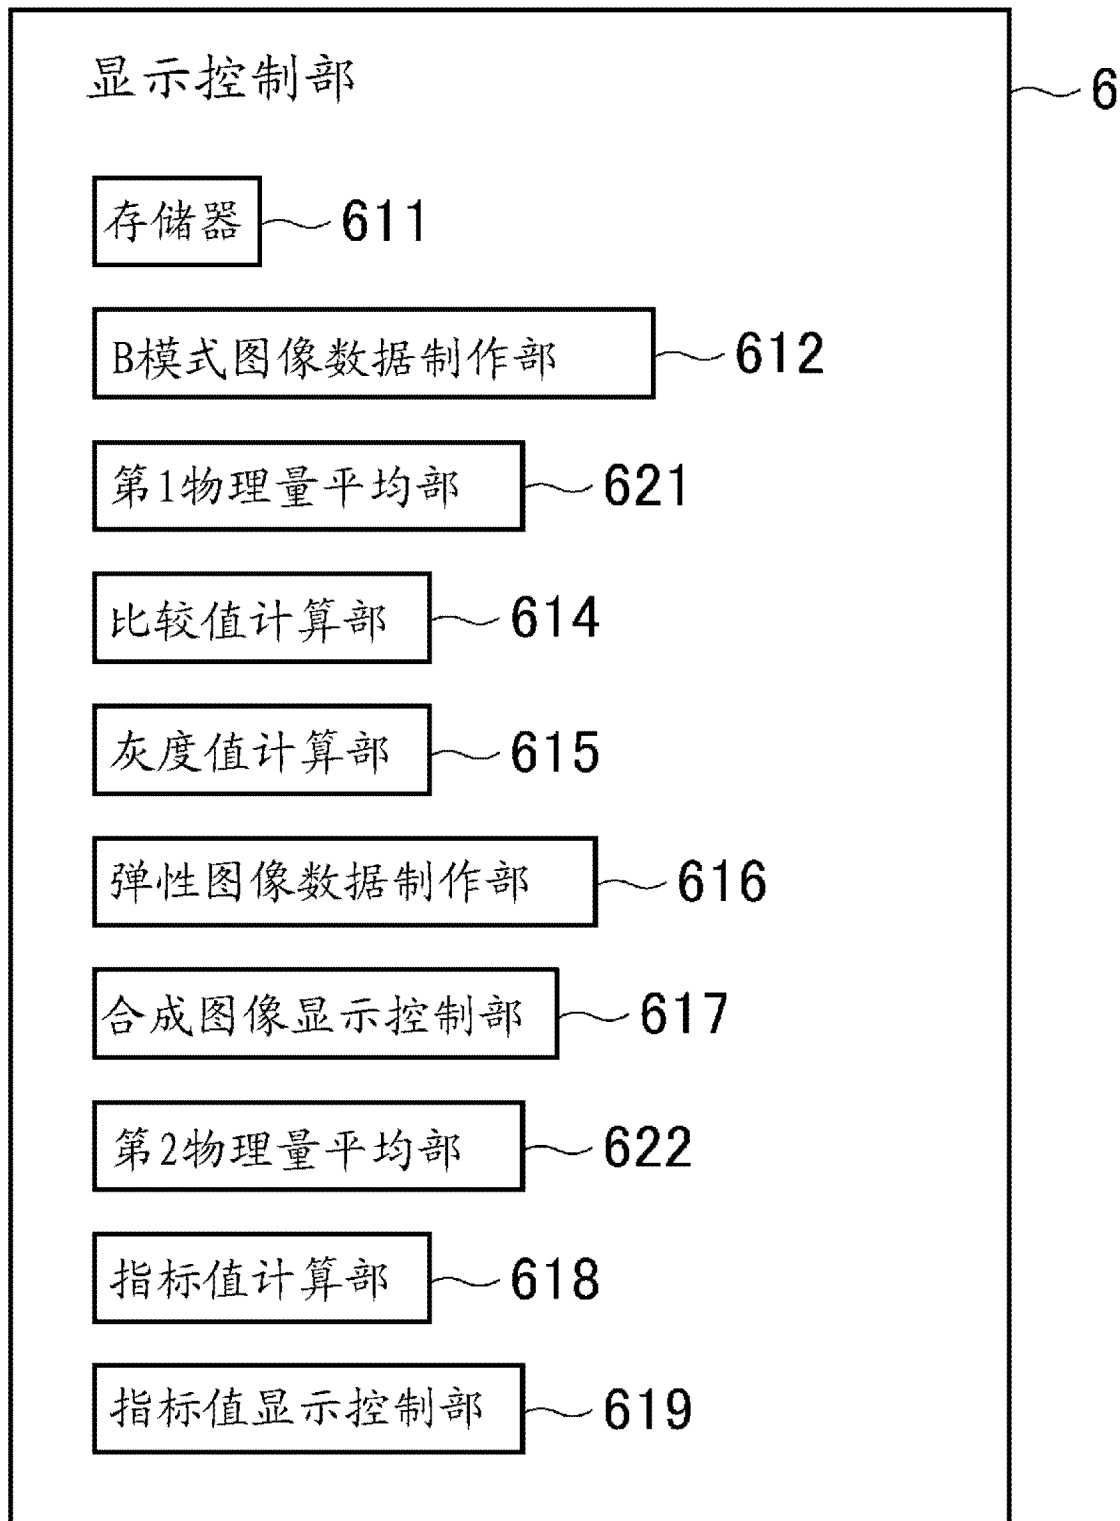 显示控制部
6
存储器 611
B模式图像数据制作部 612
第1物理量平均部 621
比较值计算部 614
灰度值计算部 615
弹性图像数据制作部 616
合成图像显示控制部 617
第2物理量平均部 622
指标值计算部 618
指标值显示控制部 619